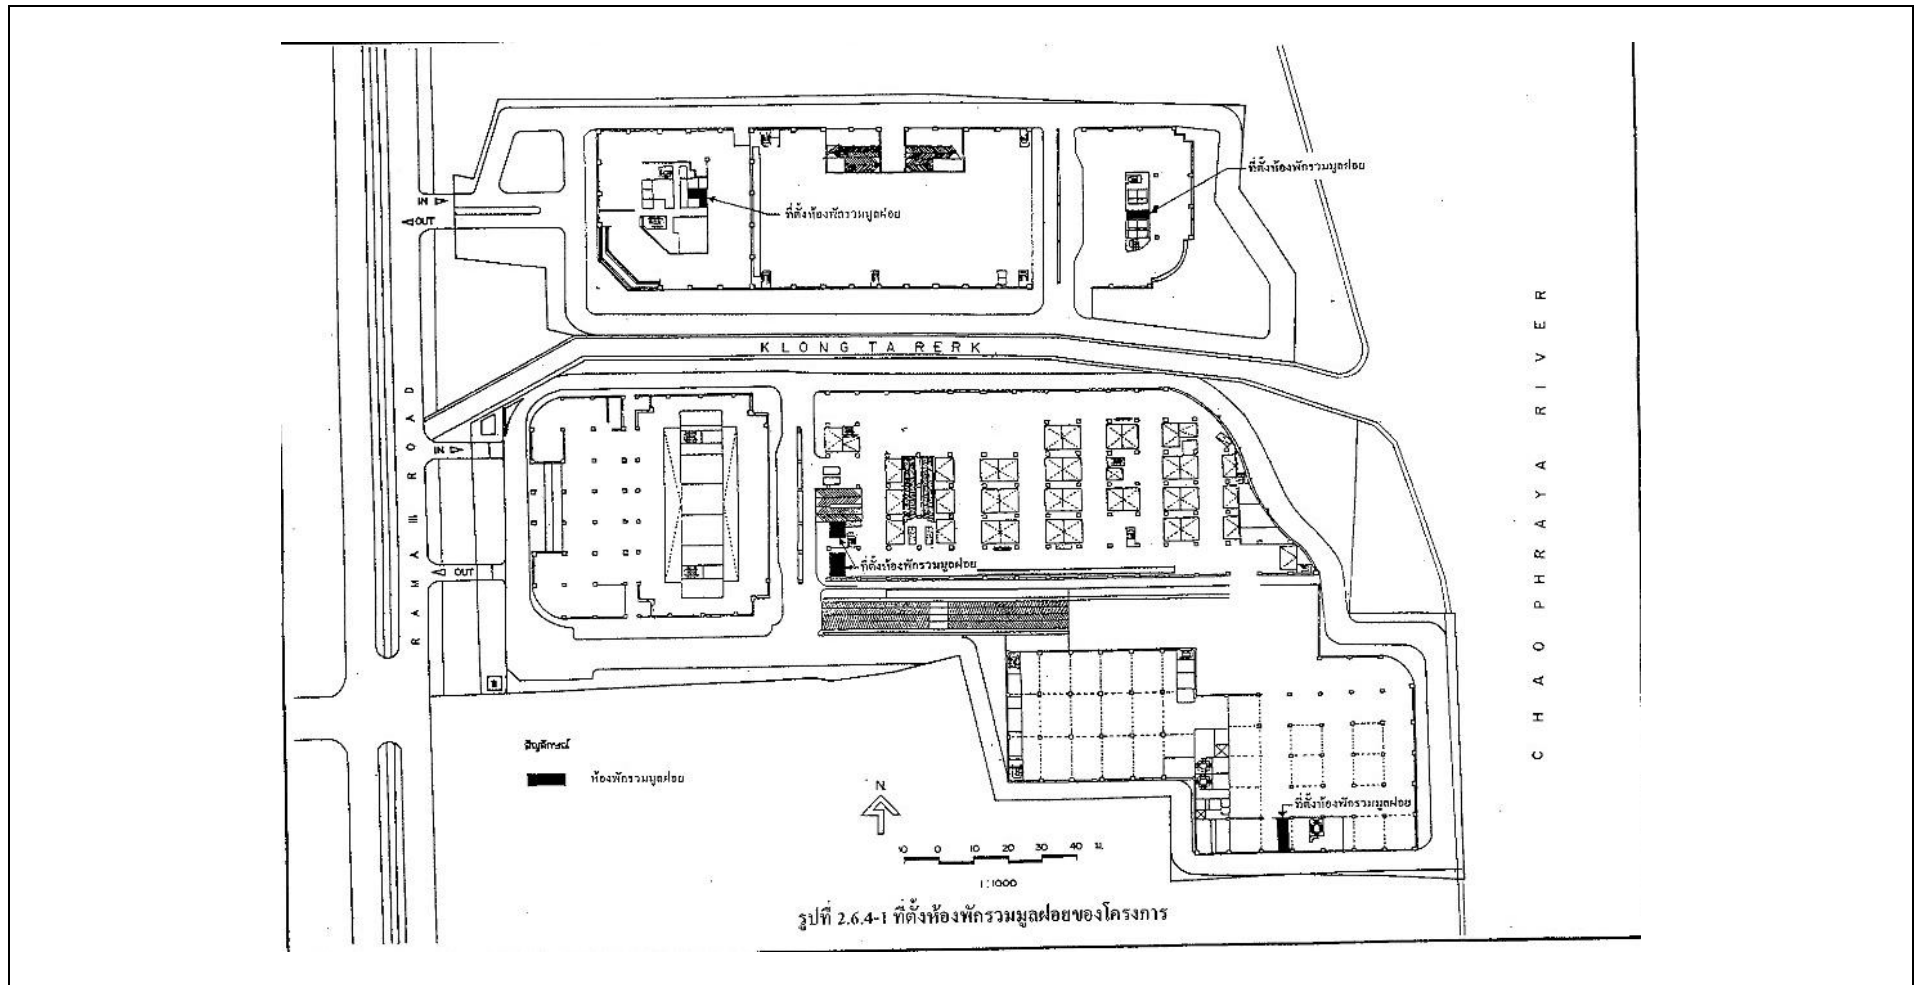 ที่ตั้งห้องพักรวมมูลฝอย
IN
OUT
ที่ตั้งห้องพักรวมมูลฝอย
KLONG TA RERK
RAMA III ROAD
CHAO PHRAYA RIVER
IN
OUT
ที่ตั้งห้องพักรวมมูลฝอย
สัญลักษณ์
ห้องพักรวมมูลฝอย
N
ที่ตั้งห้องพักรวมมูลฝอย
10 0 10 20 30 40 ม.
1:1000
รูปที่ 2.6.4-1 ที่ตั้งห้องพักรวมมูลฝอยของโครงการ